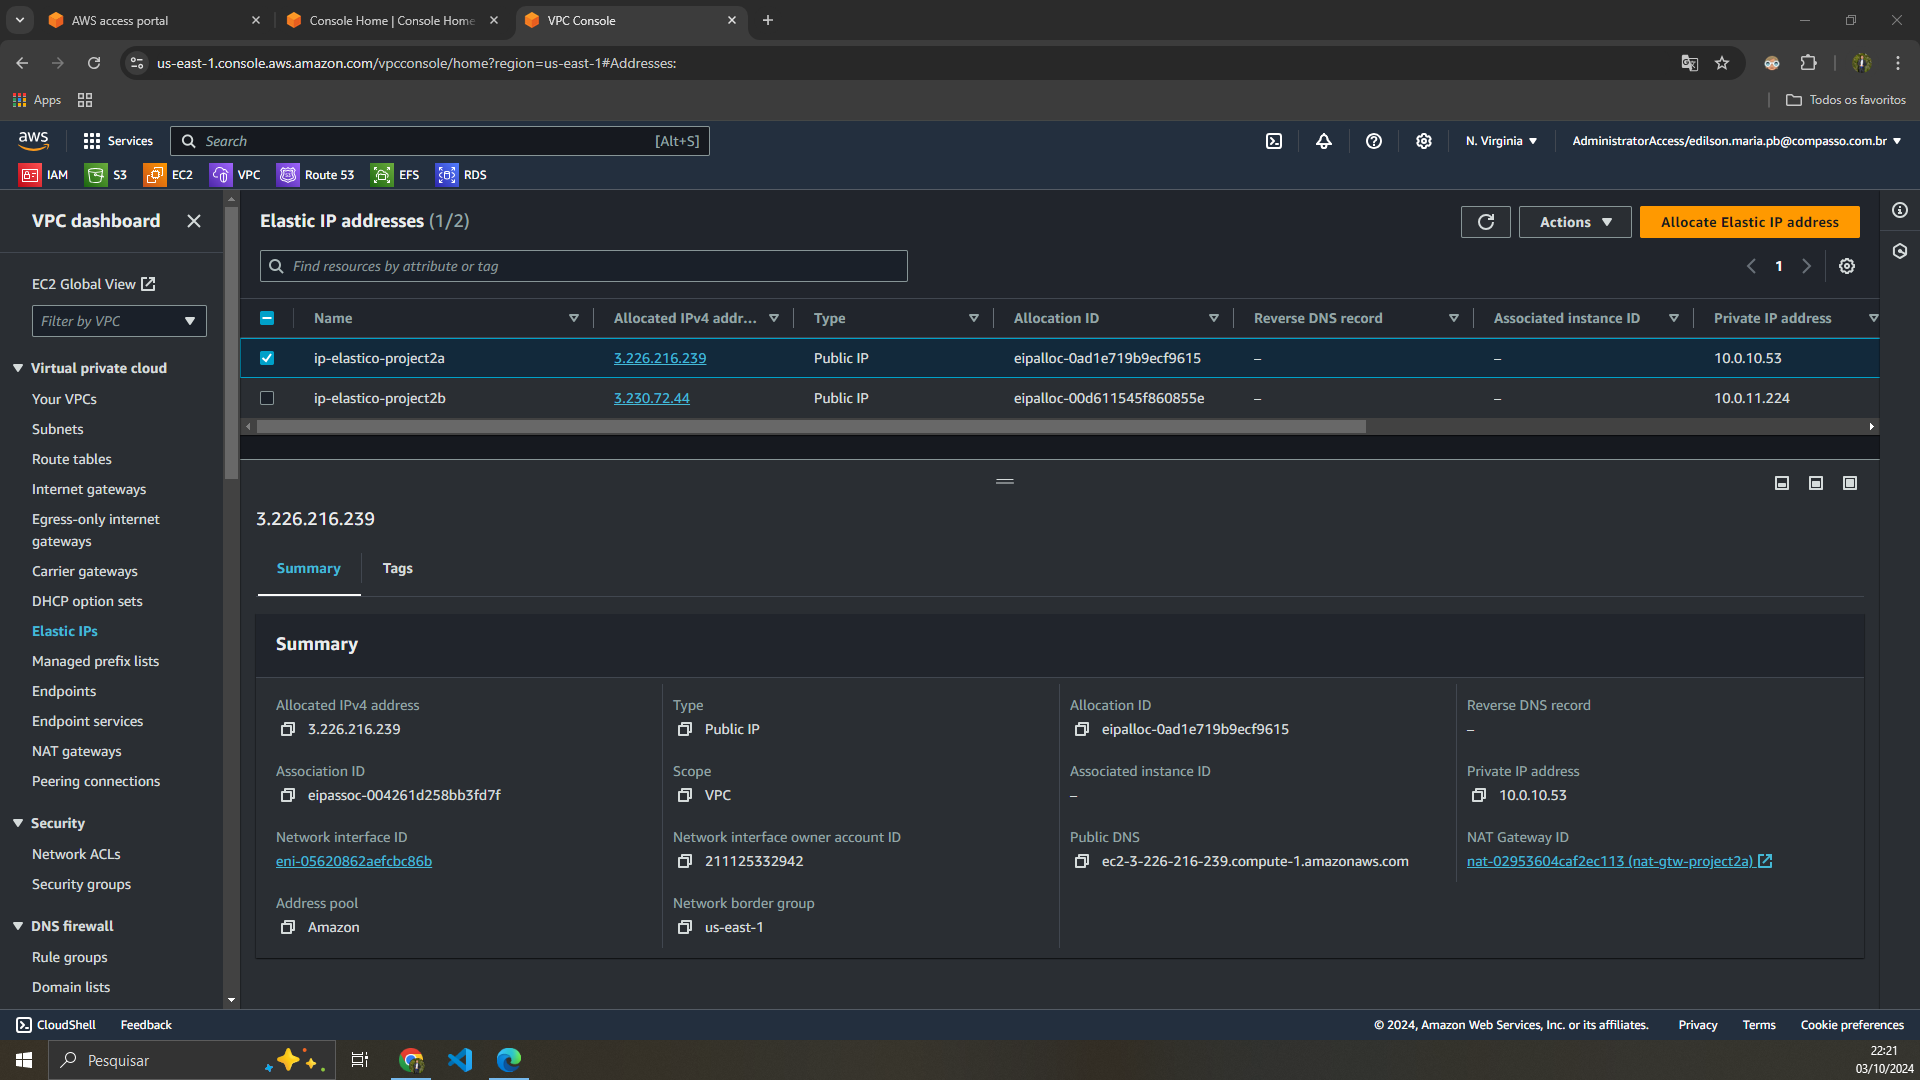 AWS access portal
Console Home | Console Home
VPC Console
us-east-1.console.aws.amazon.com/vpcconsole/home?region=us-east-1#Addresses:
Apps
Todos os favoritos
aws
Services
Search
[Alt+S]
N. Virginia
AdministratorAccess/edilson.maria.pb@compasso.com.br
IAM
S3
EC2
VPC
Route 53
EFS
RDS
VPC dashboard
EC2 Global View
Filter by VPC
Virtual private cloud
Your VPCs
Subnets
Route tables
Internet gateways
Egress-only internet
gateways
Carrier gateways
DHCP option sets
Elastic IPs
Managed prefix lists
Endpoints
Endpoint services
NAT gateways
Peering connections
Security
Network ACLs
Security groups
DNS firewall
Rule groups
Domain lists
Elastic IP addresses (1/2)
Actions
Allocate Elastic IP address
Find resources by attribute or tag
1
Name
Allocated IPv4 addr...
Type
Allocation ID
Reverse DNS record
Associated instance ID
Private IP address
ip-elastico-project2a
3.226.216.239
Public IP
eipalloc-0ad1e719b9ecf9615
–
–
10.0.10.53
ip-elastico-project2b
3.230.72.44
Public IP
eipalloc-00d611545f860855e
–
–
10.0.11.224
3.226.216.239
Summary
Tags
Summary
Allocated IPv4 address
3.226.216.239
Type
Public IP
Allocation ID
eipalloc-0ad1e719b9ecf9615
Reverse DNS record
–
Association ID
eipassoc-004261d258bb3fd7f
Scope
VPC
Associated instance ID
–
Private IP address
10.0.10.53
Network interface ID
eni-05620862aefcbc86b
Network interface owner account ID
211125332942
Public DNS
ec2-3-226-216-239.compute-1.amazonaws.com
NAT Gateway ID
nat-02953604caf2ec113 (nat-gtw-project2a)
Address pool
Amazon
Network border group
us-east-1
CloudShell
Feedback
© 2024, Amazon Web Services, Inc. or its affiliates.
Privacy
Terms
Cookie preferences
Pesquisar
22:21
03/10/2024